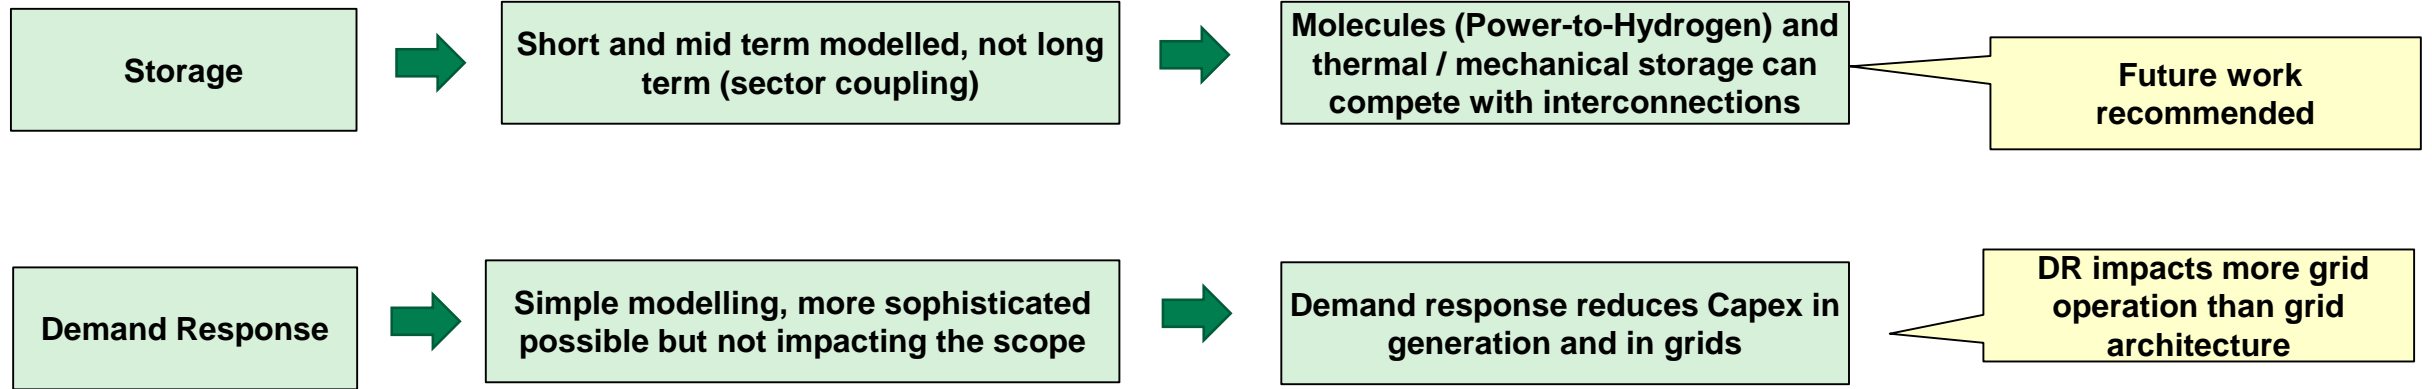 Storage
Short and mid term modelled, not long
term (sector coupling)
Molecules (Power-to-Hydrogen) and
thermal / mechanical storage can
compete with interconnections
Future work
recommended
Demand Response
Simple modelling, more sophisticated
possible but not impacting the scope
Demand response reduces Capex in
generation and in grids
DR impacts more grid
operation than grid
architecture